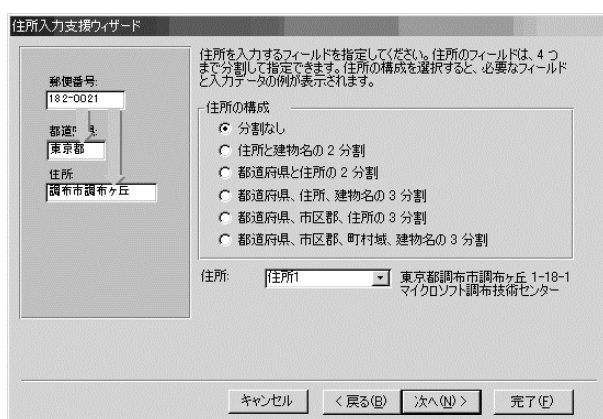 住所入力支援ウィザード
住所を入力するフィールドを指定してください。住所のフィールドは、4 つ
まで分割して指定できます。住所の構成を選択すると、必要なフィールド
と入力データの例が表示されます。
郵便番号:
182-0021
都道 県:
東京都
住所:
調布市調布ヶ丘
住所の構成
分割なし
住所と建物名の 2 分割
都道府県と住所の 2 分割
都道府県、住所、建物名の 3 分割
都道府県、市区郡、住所の 3 分割
都道府県、市区郡、町村域、建物名の 3 分割
住所:
住所1
東京都調布市調布ヶ丘 1-18-1
マイクロソフト調布技術センター
キャンセル
< 戻る(B)
次へ(N) >
完了(F)